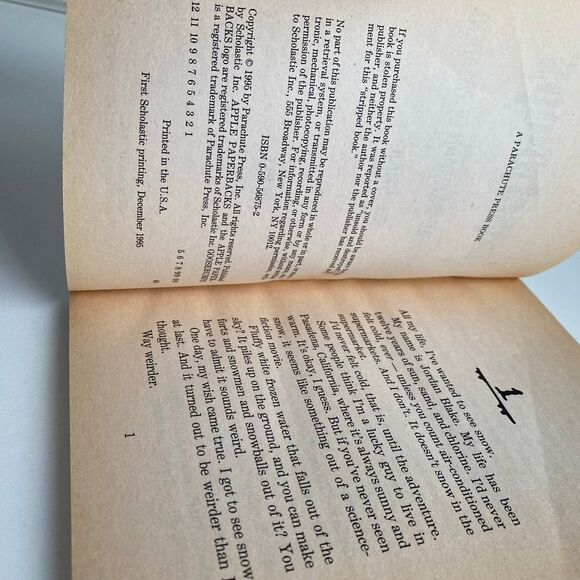 A PARACHUTE PRESS BOOK
If you purchased this book without a cover, you should be
book is stolen property. It was reported as "unsold and
publisher, and neither the author nor the publisher has
ment for this "stripped book."
No part of this publication may be reproduced in whole or in part,
in a retrieval system, or transmitted in any form or by any
tronic, mechanical, photocopying, recording, or otherwise, without
permission of the publisher. For information regarding
to Scholastic Inc., 555 Broadway, New York, NY 10012
ISBN 0-590-56875-2
Copyright © 1995 by Parachute Press, Inc. All rights reserved.
by Scholastic Inc. APPLE PAPERBACKS and the APPLE
BACKS logo are registered trademarks of Scholastic Inc.
is a registered trademark of Parachute Press, Inc.
12 11 10 9 8 7 6 5 4 3 2 1
5 6 7 8 9
Printed in the U.S.A.
40
First Scholastic printing, December 1995
1
All my life, I've wanted to see snow.
My name is Jordan Blake. My life has been
twelve years of sun, sand, and chlorine. I'd never
felt cold, ever — unless you count air-conditioned
supermarkets. And I don't. It doesn't snow in the
supermarket.
I'd never felt cold, that is, until the adventure.
Some people think I'm a lucky guy to live in
Pasadena, California, where it's always sunny and
warm. It's okay, I guess. But if you've never seen
snow, it seems like something out of a science-
fiction movie.
Fluffy white frozen water that falls out of the
sky? It piles up on the ground, and you can make
forts and snowmen and snowballs out of it? You
have to admit it sounds weird.
One day, my wish came true. I got to see snow
at last. And it turned out to be weirder than I
thought.
Way weirder.
1